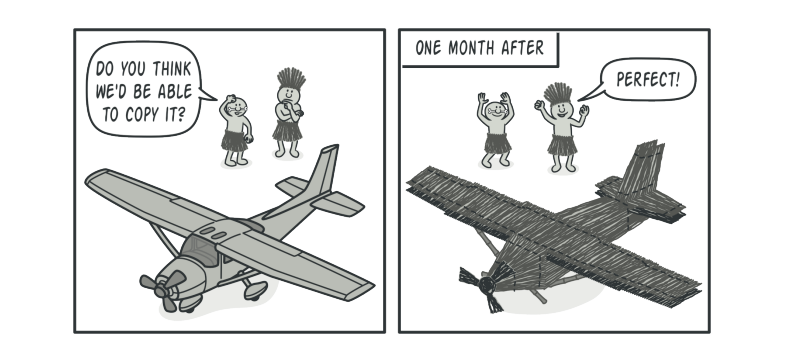 DO YOU THINK
WE'D BE ABLE
TO COPY IT?
ONE MONTH AFTER
PERFECT!